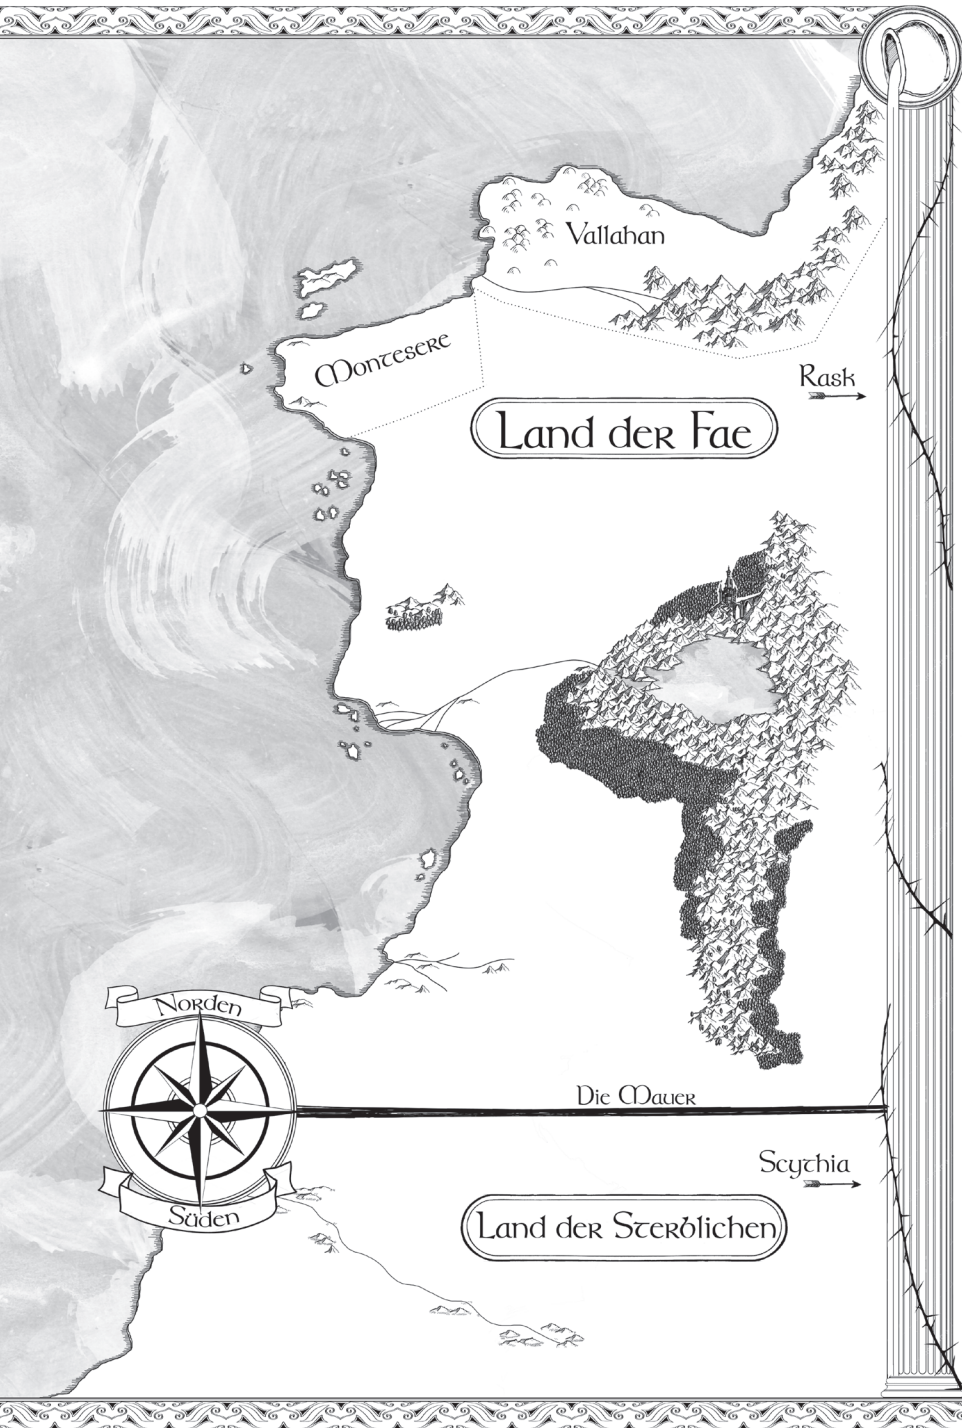 Vallahan
Montesere
Rask
Land der Fae
Norden
Die Mauer
Scythia
Süden
Land der Sterblichen